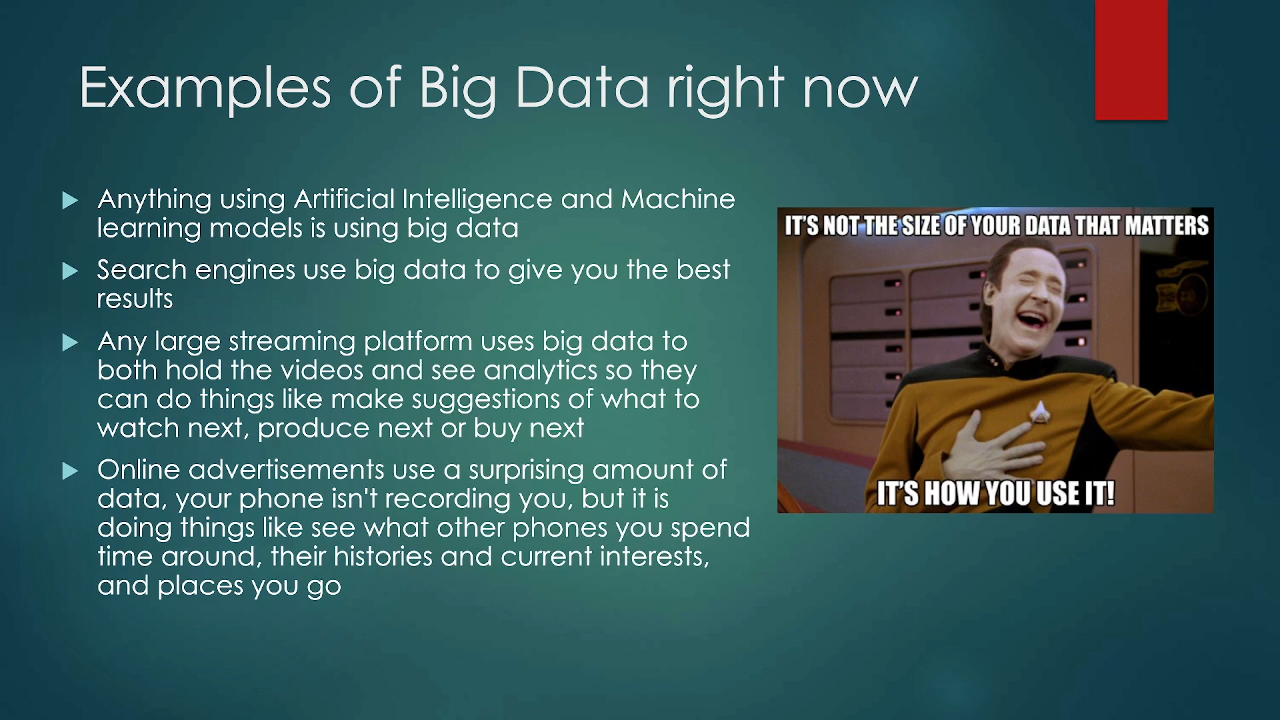 Examples of Big Data right now
Anything using Artificial Intelligence and Machine
learning models is using big data
Search engines use big data to give you the best
results
Any large streaming platform uses big data to
both hold the videos and see analytics so they
can do things like make suggestions of what to
watch next, produce next or buy next
Online advertisements use a surprising amount of
data, your phone isn't recording you, but it is
doing things like see what other phones you spend
time around, their histories and current interests,
and places you go
IT'S NOT THE SIZE OF YOUR DATA THAT MATTERS
IT'S HOW YOU USE IT!